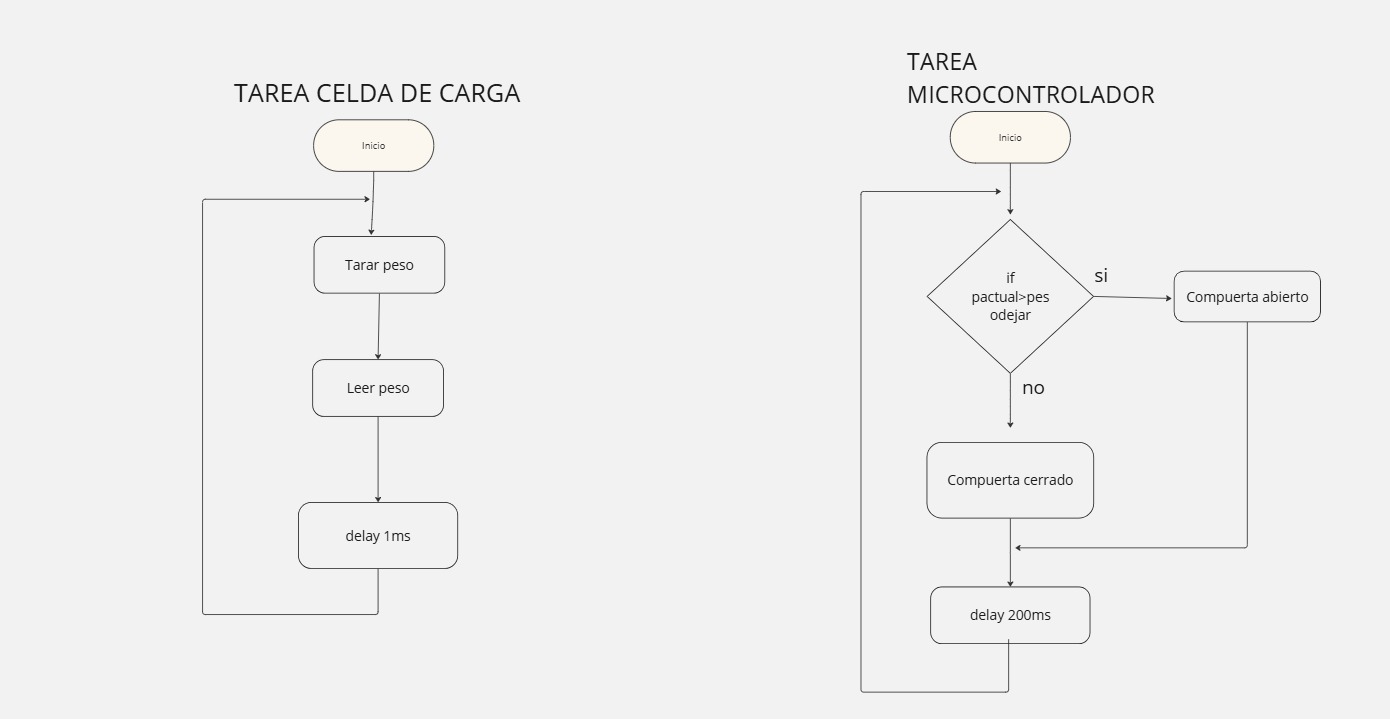 TAREA CELDA DE CARGA
Inicio
Tarar peso
Leer peso
delay 1ms
TAREA
MICROCONTROLADOR
Inicio
if
pactual>pes
odejar
si
Compuerta abierto
no
Compuerta cerrado
delay 200ms